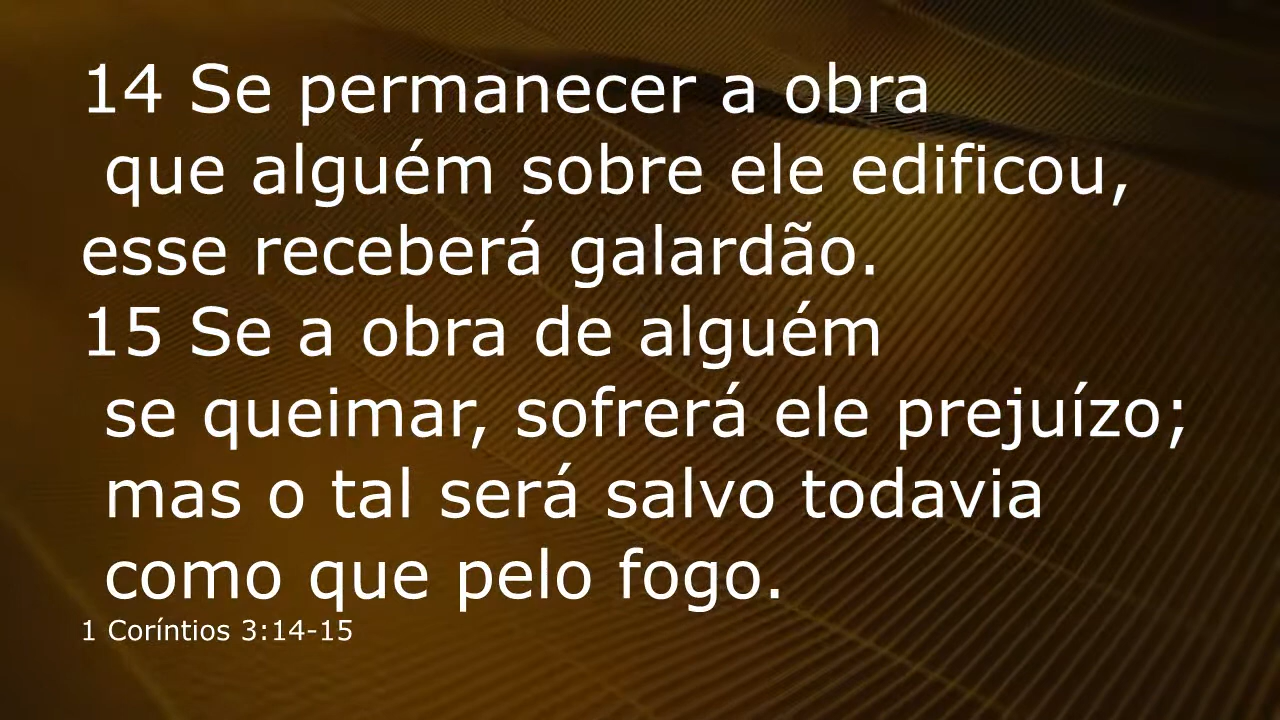 14 Se permanecer a obra
que alguém sobre ele edificou,
esse receberá galardão.
15 Se a obra de alguém
se queimar, sofrerá ele prejuízo;
mas o tal será salvo todavia
como que pelo fogo.
1 Coríntios 3:14-15